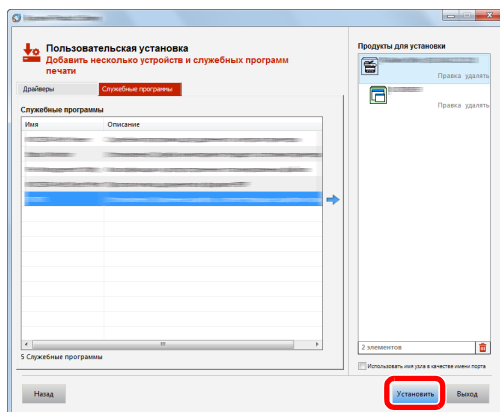 Пользовательская установка
Добавить несколько устройств и служебных программ
печати
Драйверы
Служебные программы
Служебные программы
Имя
Описание
5 Служебные программы
Продукты для установки
Правка удалять
Правка удалять
2 элементов
Использовать имя узла в качестве имени порта
Назад
Установить
Выход